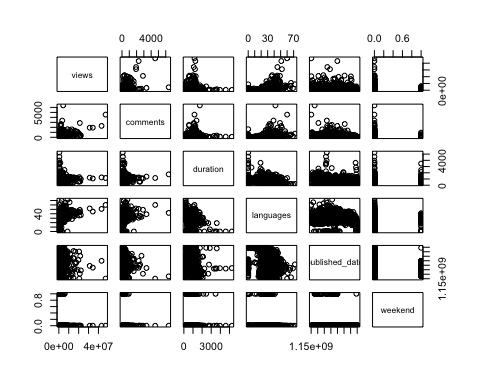 0 4000 0 30 70 0.0 0.6
views
0e+00
0 5000
comments
duration
0 4000
0 40
languages
ublished_dat
1.15e+09
0.0 0.8
weekend
0e+00 4e+07 0 3000 1.15e+09